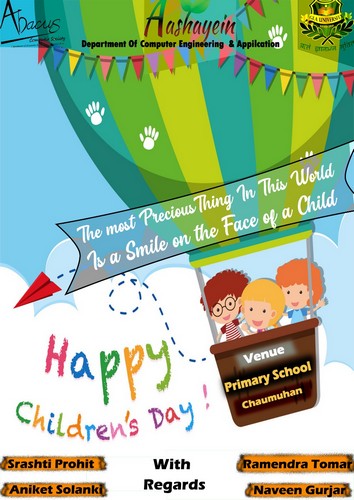 Abacus
Aashayein
Department Of Computer Engineering & Application
GLA UNIVERSITY
The most Precious Thing In This World
Is a Smile on the Face of a Child
Venue
Primary School
Chaumuhan
Happy
Children's Day !
Srashti Prohit
Aniket Solanki
With
Regards
Ramendra Tomar
Naveen Gurjar